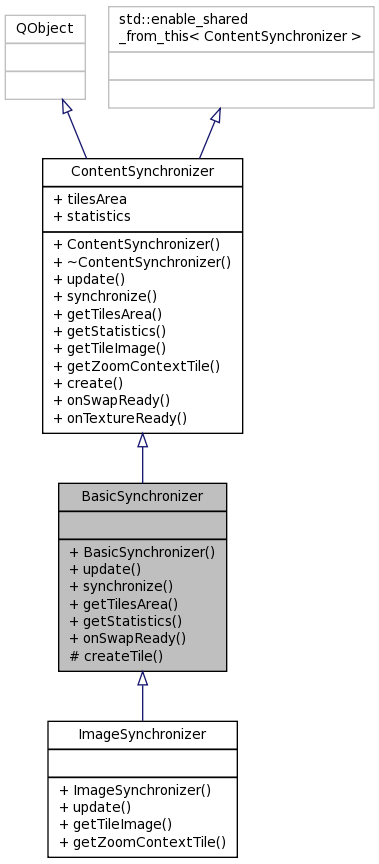 QObject
std::enable_shared
_from_this< ContentSynchronizer >
ContentSynchronizer
+ tilesArea
+ statistics
+ ContentSynchronizer()
+ ~ContentSynchronizer()
+ update()
+ synchronize()
+ getTilesArea()
+ getStatistics()
+ getTileImage()
+ getZoomContextTile()
+ create()
+ onSwapReady()
+ onTextureReady()
BasicSynchronizer
+ BasicSynchronizer()
+ update()
+ synchronize()
+ getTilesArea()
+ getStatistics()
+ onSwapReady()
# createTile()
ImageSynchronizer
+ ImageSynchronizer()
+ update()
+ getTileImage()
+ getZoomContextTile()